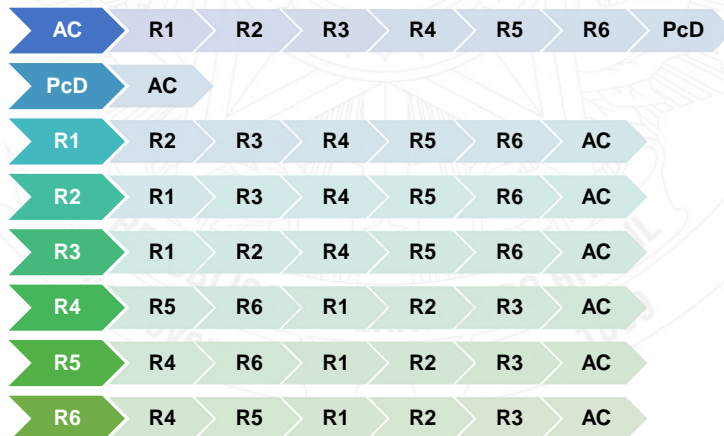 AC R1 R2 R3 R4 R5 R6 PcD
PcD AC
R1 R2 R3 R4 R5 R6 AC
R2 R1 R3 R4 R5 R6 AC
R3 R1 R2 R4 R5 R6 AC
R4 R5 R6 R1 R2 R3 AC
R5 R4 R6 R1 R2 R3 AC
R6 R4 R5 R1 R2 R3 AC